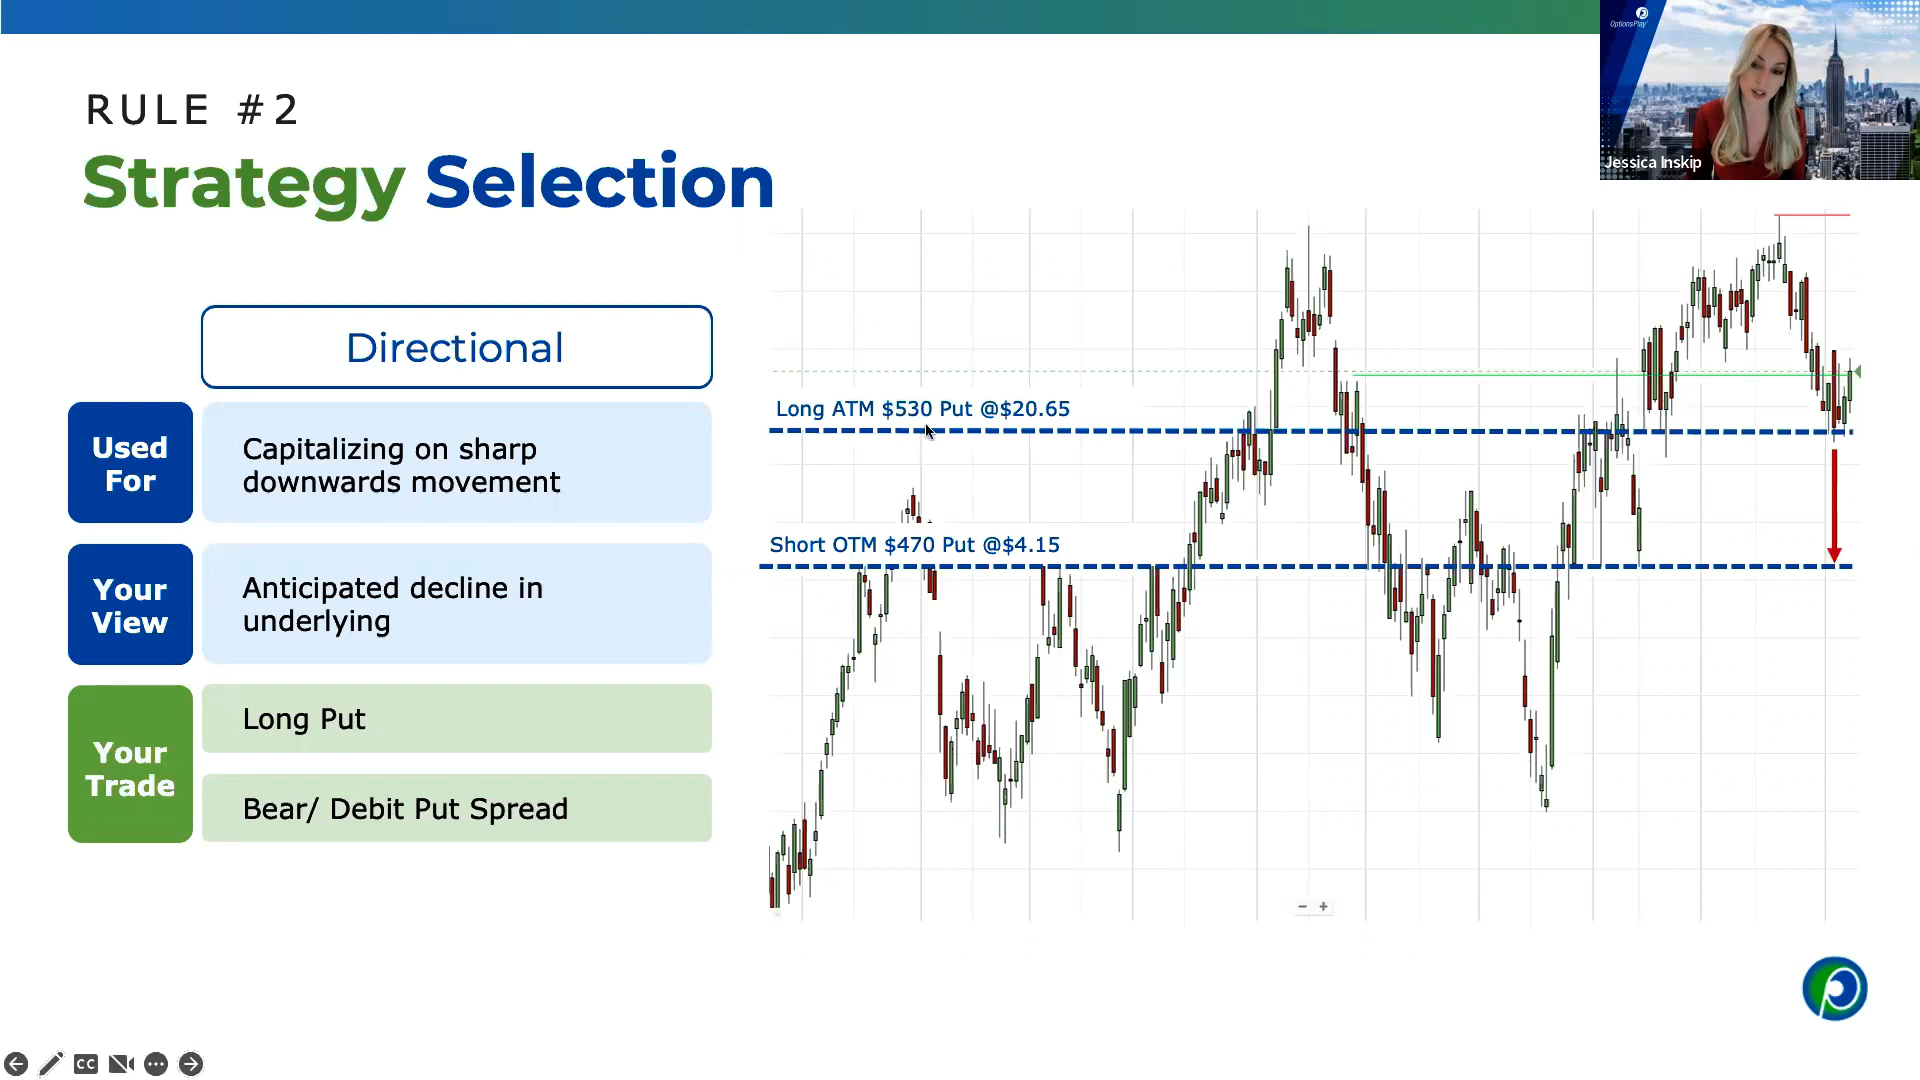 RULE #2
Strategy Selection
OptionsPlay
Jessica Inskip
Directional
Used
For
Capitalizing on sharp
downwards movement
Your
View
Anticipated decline in
underlying
Your
Trade
Long Put
Bear/ Debit Put Spread
Long ATM $530 Put @$20.65
Short OTM $470 Put @$4.15
- +
CC